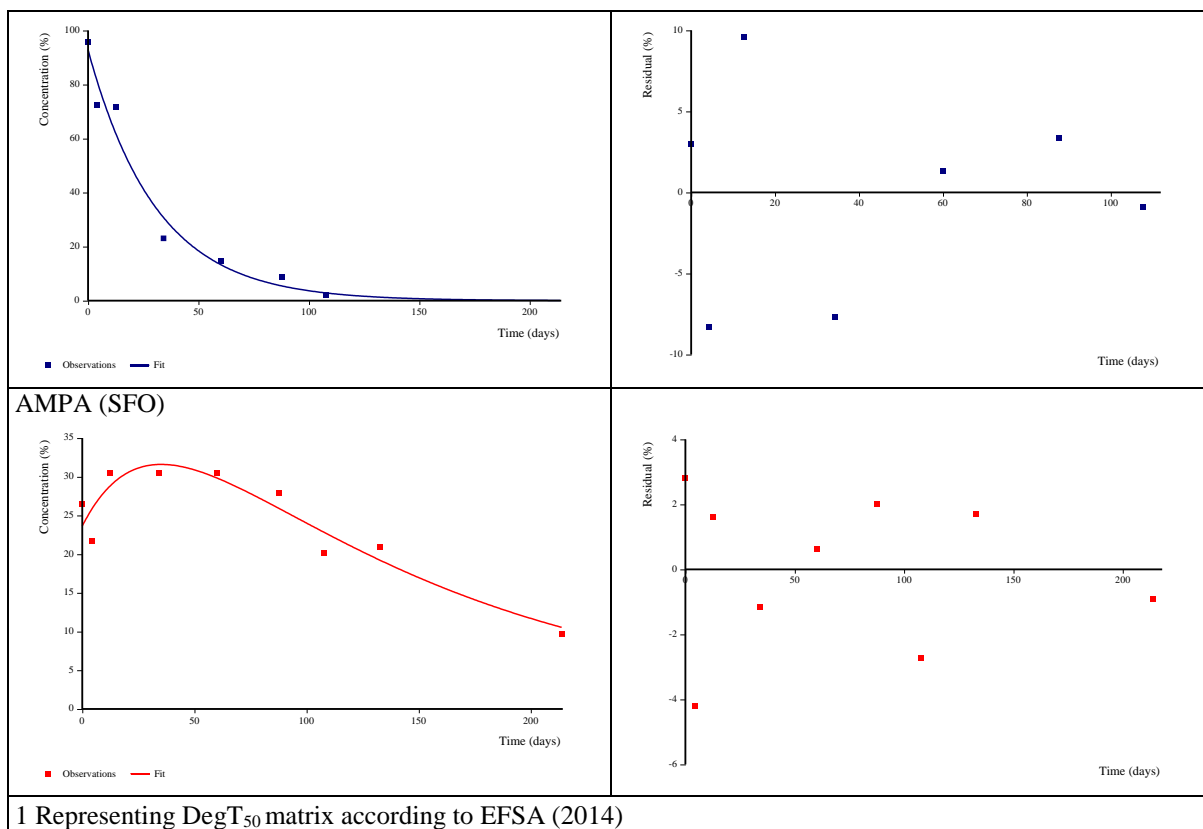 Concentration (%)
100
80
60
40
20
0
0 50 100 150 200
Time (days)
Observations Fit
Residual (%)
10
5
0
-5
-10
0 20 40 60 80 100
Time (days)
AMPA (SFO)
Concentration (%)
35
30
25
20
15
10
5
0
0 50 100 150 200
Time (days)
Observations Fit
Residual (%)
4
2
0
-2
-4
-6
0 50 100 150 200
Time (days)
1 Representing DegT50 matrix according to EFSA (2014)